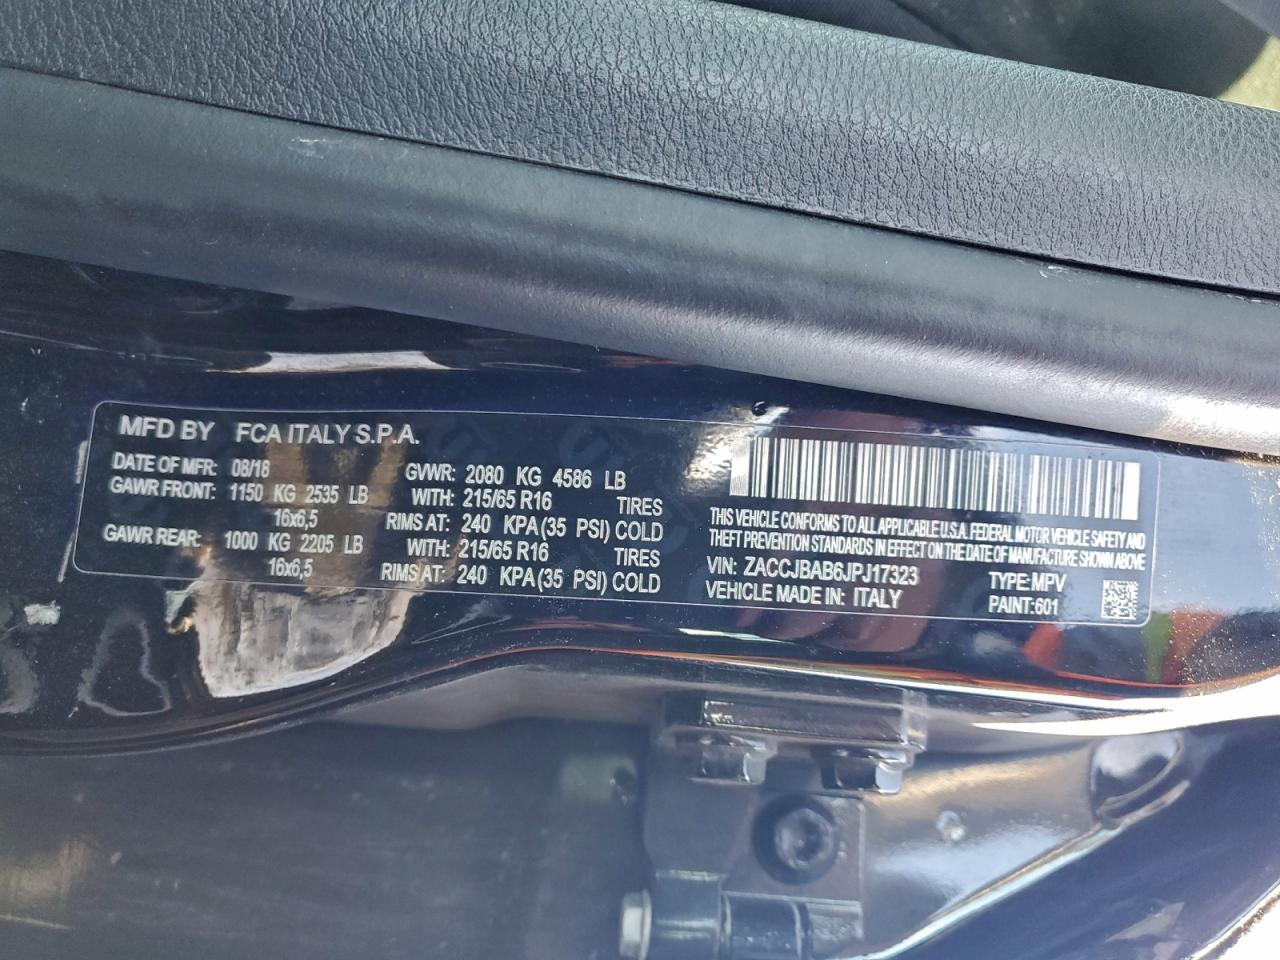 MFD BY FCA ITALY S.P.A.
DATE OF MFR: 08/18 GVWR: 2080 KG 4586 LB
GAWR FRONT: 1150 KG 2535 LB WITH: 215/65 R16 TIRES
16x6,5 RIMS AT: 240 KPA(35 PSI) COLD
GAWR REAR: 1000 KG 2205 LB WITH: 215/65 R16 TIRES
16x6,5 RIMS AT: 240 KPA(35 PSI) COLD
THIS VEHICLE CONFORMS TO ALL APPLICABLE U.S.A. FEDERAL MOTOR VEHICLE SAFETY AND
THEFT PREVENTION STANDARDS IN EFFECT ON THE DATE OF MANUFACTURE SHOWN ABOVE
VIN: ZACCJBAB6JPJ17323 TYPE: MPV
VEHICLE MADE IN: ITALY PAINT:601